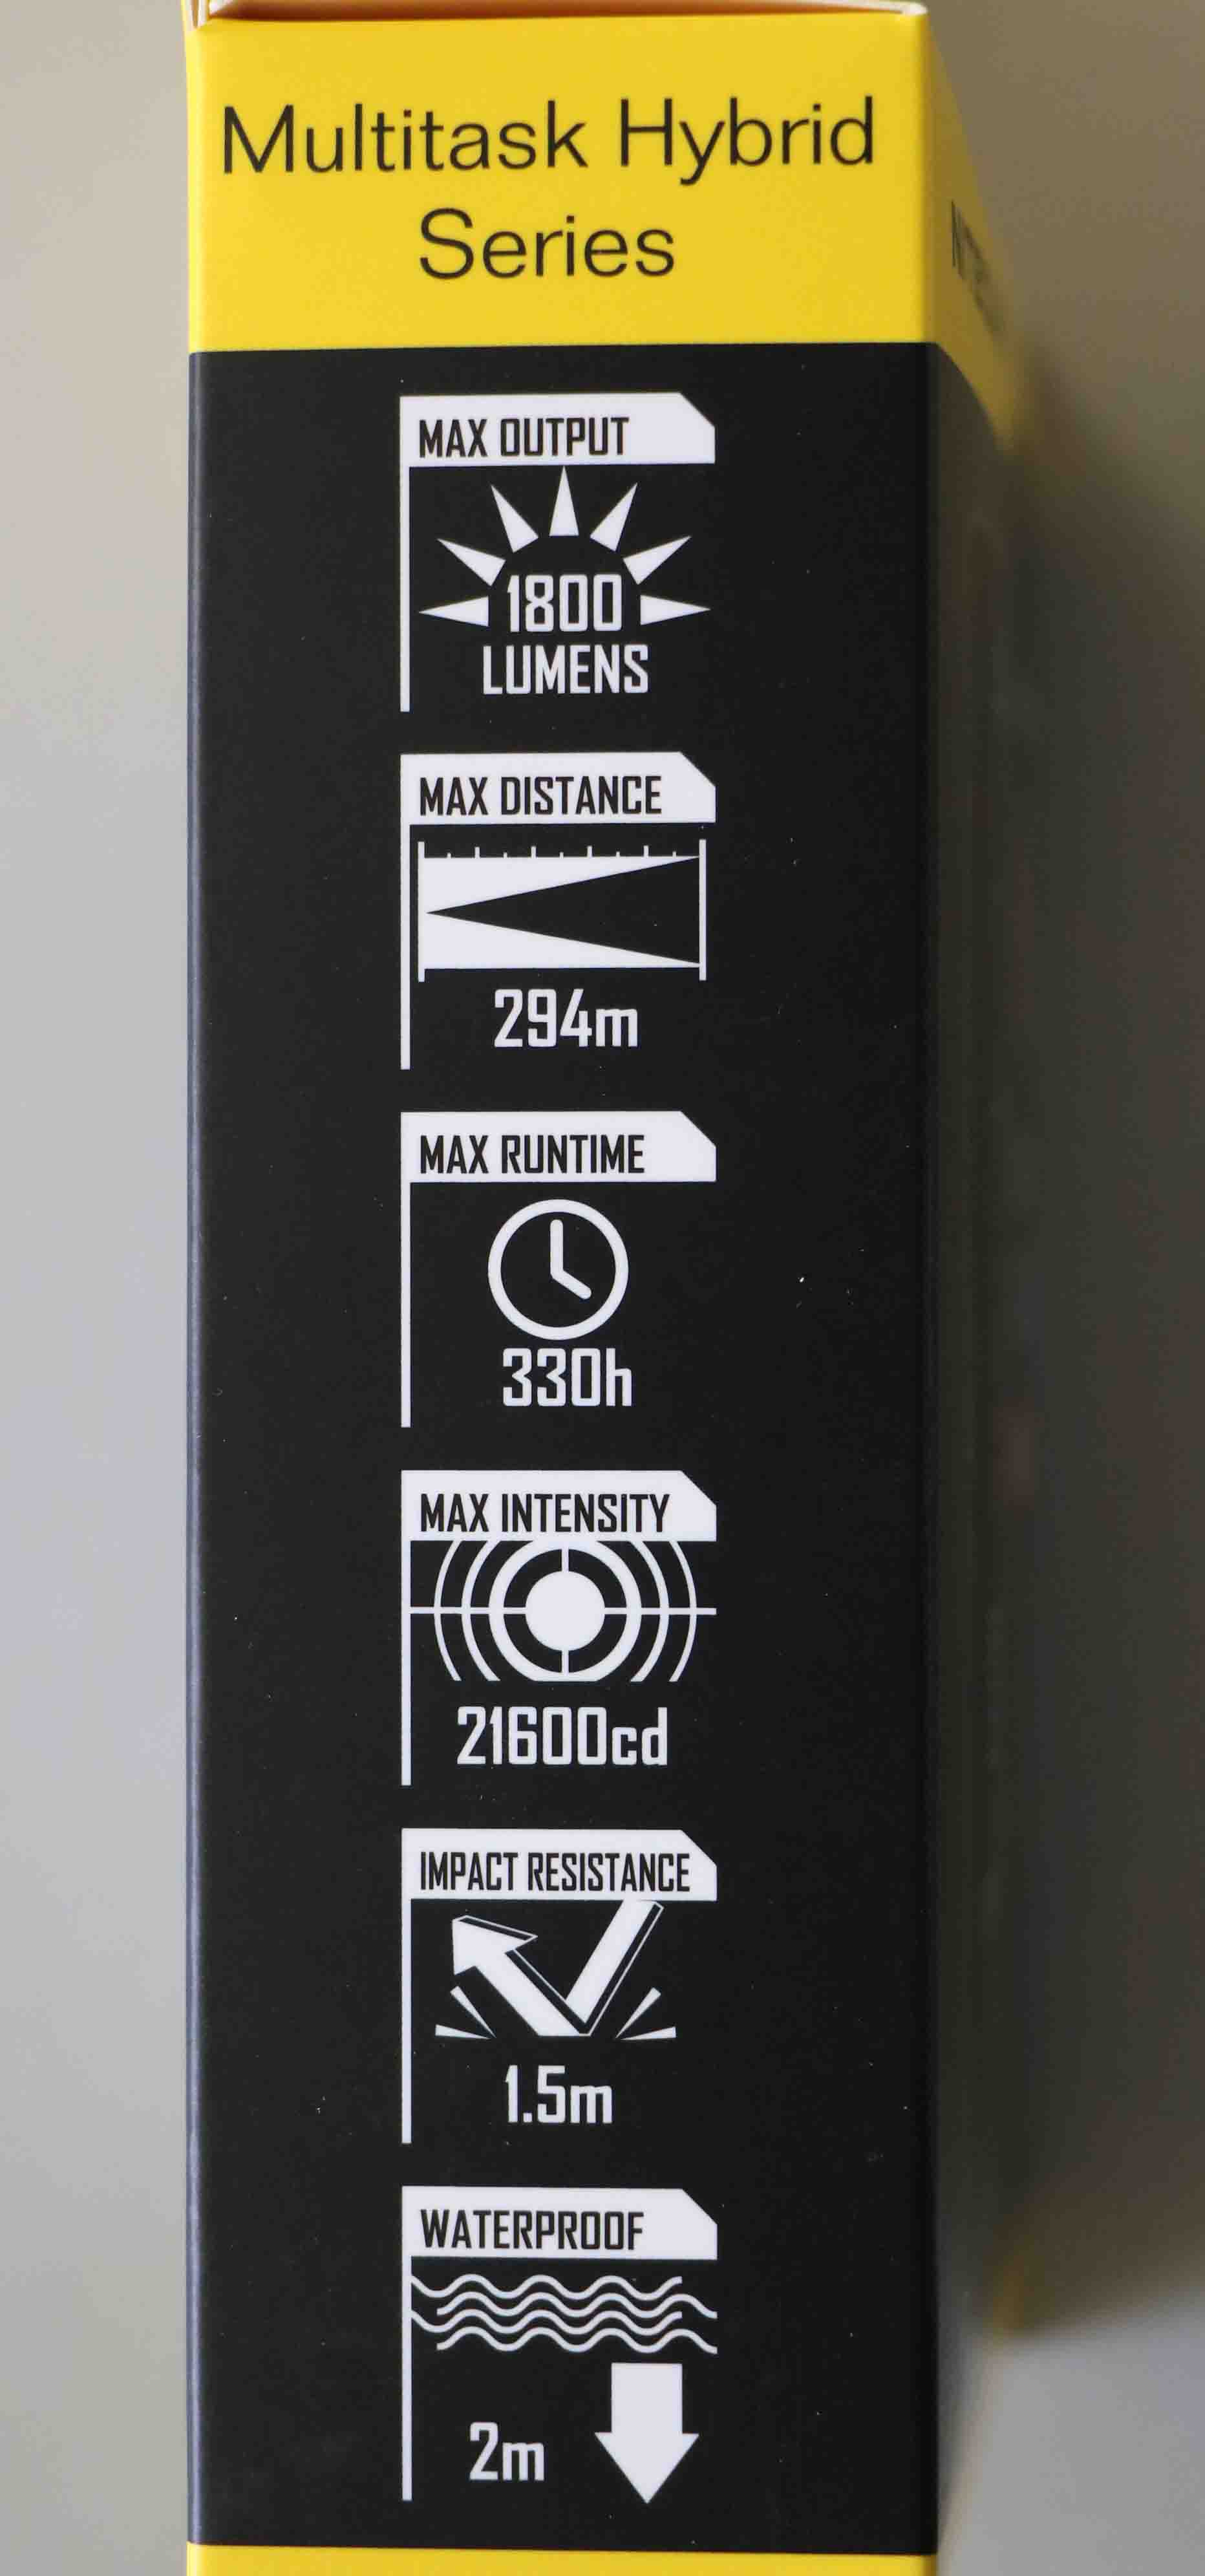 Multitask Hybrid
Series
MAX OUTPUT
1800
LUMENS
MAX DISTANCE
294m
MAX RUNTIME
330h
MAX INTENSITY
21600cd
IMPACT RESISTANCE
1.5m
WATERPROOF
2m